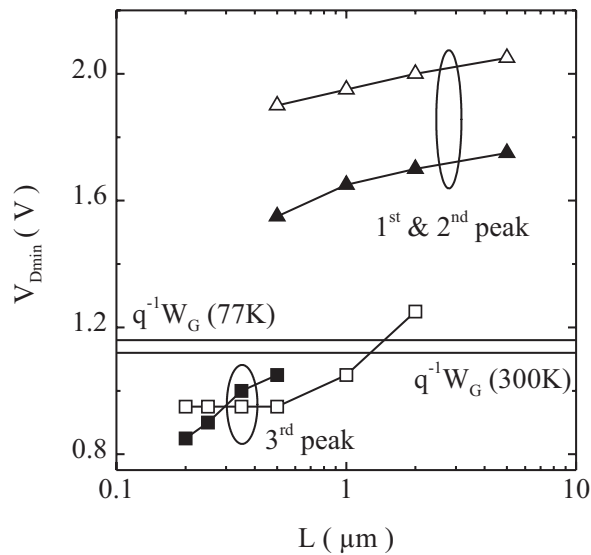 2.0
1.6
1.2
0.8
V_Dmin ( V )
1st & 2nd peak
q⁻¹W_G (77K)
q⁻¹W_G (300K)
3rd peak
0.1 1 10
L ( µm )